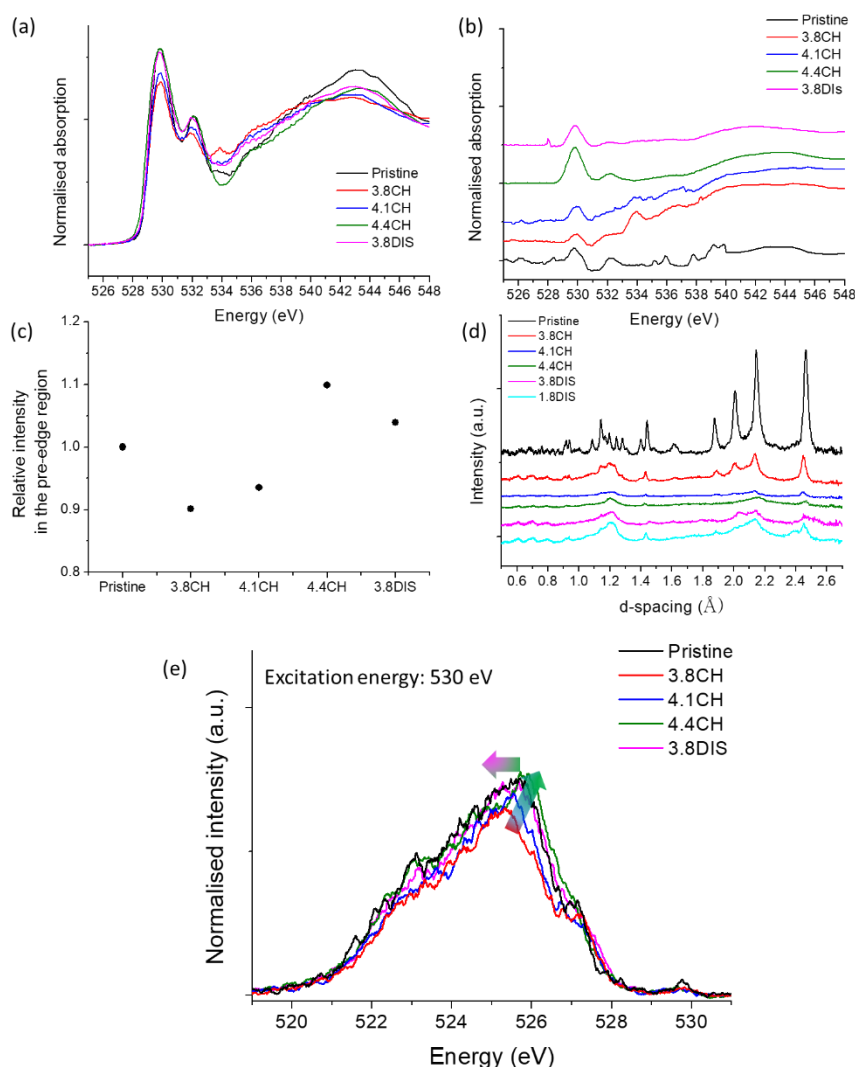 (a)
Normalised absorption
Pristine
3.8CH
4.1CH
4.4CH
3.8DIS
526 528 530 532 534 536 538 540 542 544 546 548
Energy (eV)
(b)
Normalised absorption
Pristine
3.8CH
4.1CH
4.4CH
3.8DIs
526 528 530 532 534 536 538 540 542 544 546 548
Energy (eV)
(c)
Relative intensity
in the pre-edge region
1.2
1.1
1.0
0.9
0.8
Pristine 3.8CH 4.1CH 4.4CH 3.8DIS
(d)
Intensity (a.u.)
Pristine
3.8CH
4.1CH
4.4CH
3.8DIS
1.8DIS
0.6 0.8 1.0 1.2 1.4 1.6 1.8 2.0 2.2 2.4 2.6
d-spacing (Å)
(e)
Normalised intensity (a.u.)
Excitation energy: 530 eV
Pristine
3.8CH
4.1CH
4.4CH
3.8DIS
520 522 524 526 528 530
Energy (eV)